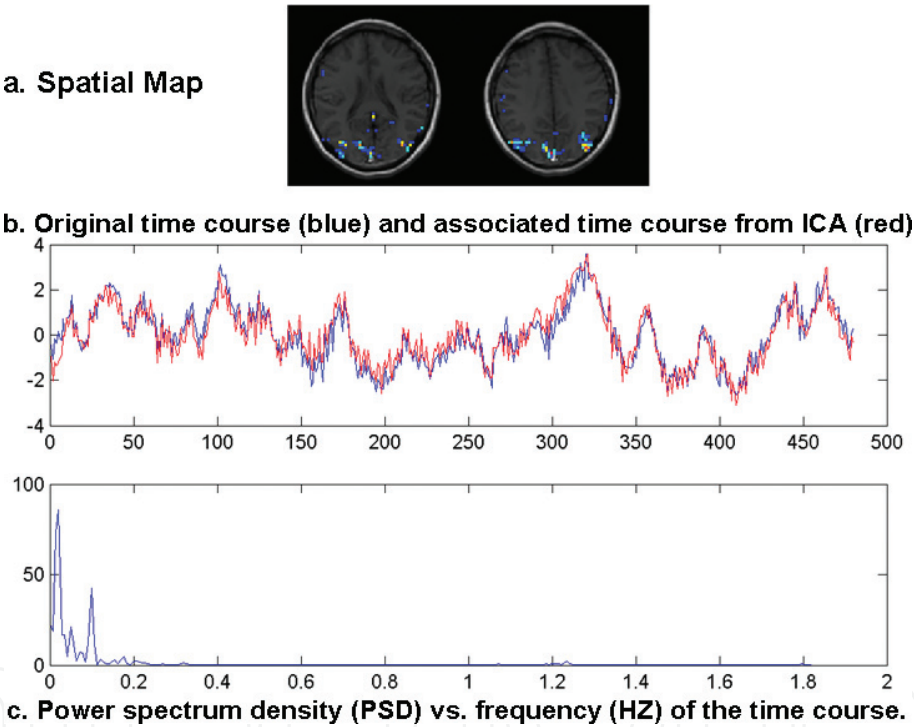 a. Spatial Map
b. Original time course (blue) and associated time course from ICA (red)
4
2
0
-2
-4
0 50 100 150 200 250 300 350 400 450 500
100
50
0
0 0.2 0.4 0.6 0.8 1 1.2 1.4 1.6 1.8 2
c. Power spectrum density (PSD) vs. frequency (HZ) of the time course.